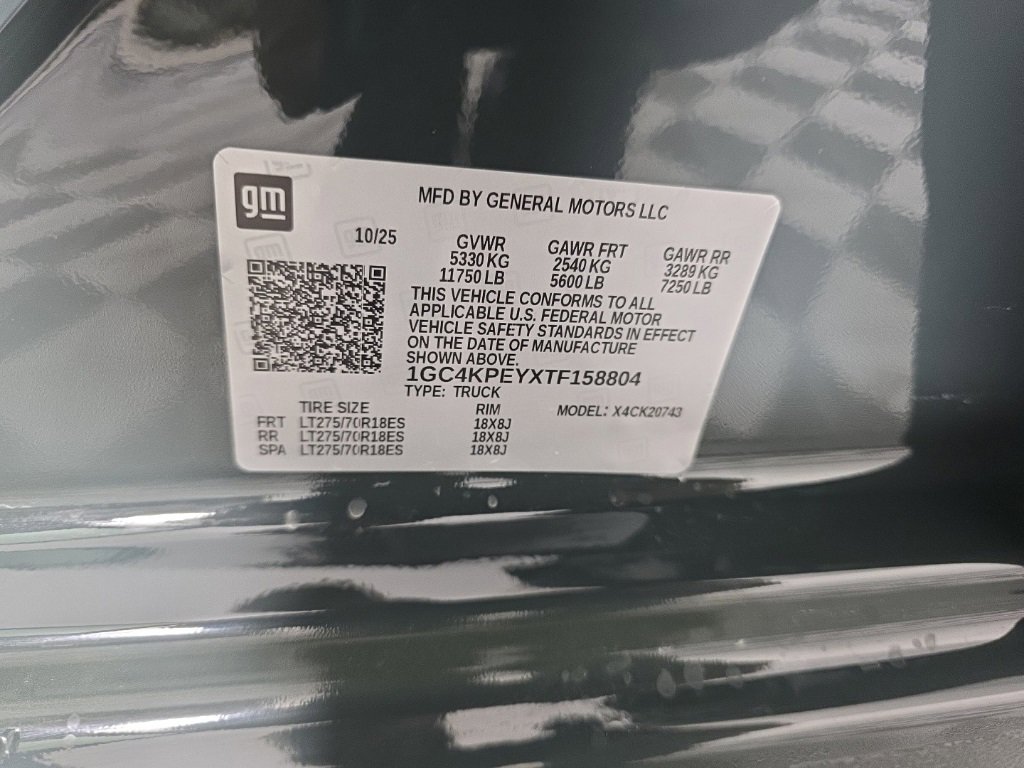 gm
MFD BY GENERAL MOTORS LLC
10/25 GVWR GAWR FRT GAWR RR
5330 KG 2540 KG 3289 KG
11750 LB 5600 LB 7250 LB
THIS VEHICLE CONFORMS TO ALL
APPLICABLE U.S. FEDERAL MOTOR
VEHICLE SAFETY STANDARDS IN EFFECT
ON THE DATE OF MANUFACTURE
SHOWN ABOVE.
1GC4KPEYXTF158804
TYPE: TRUCK
TIRE SIZE RIM MODEL: X4CK20743
FRT LT275/70R18ES 18X8J
RR LT275/70R18ES 18X8J
SPA LT275/70R18ES 18X8J